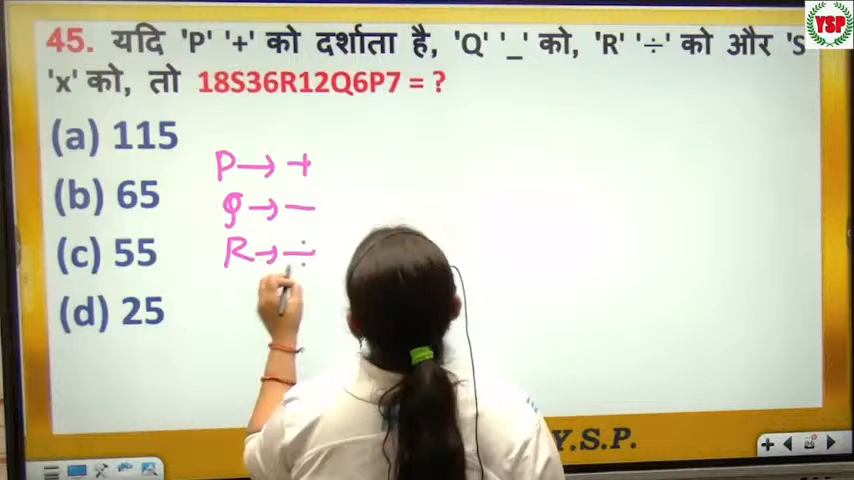 YSP
45. यदि 'P' '+' को दर्शाता है, 'Q' '_' को, 'R' '÷' को और 'S
'x' को, तो 18S36R12Q6P7 = ?
(a) 115
(b) 65
(c) 55
(d) 25
P→ +
Q→ –
R→ ÷
Y.S.P.